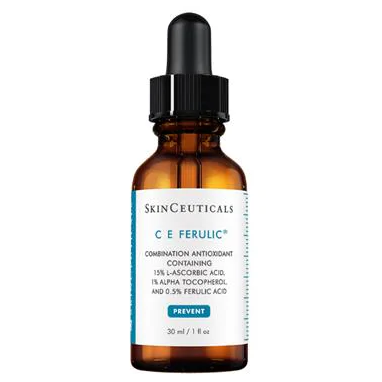 SKINCEUTICALS
C E FERULIC®
COMBINATION ANTIOXIDANT
CONTAINING
15% L-ASCORBIC ACID,
1% ALPHA TOCOPHEROL,
AND 0.5% FERULIC ACID
PREVENT
30 ml / 1 fl oz